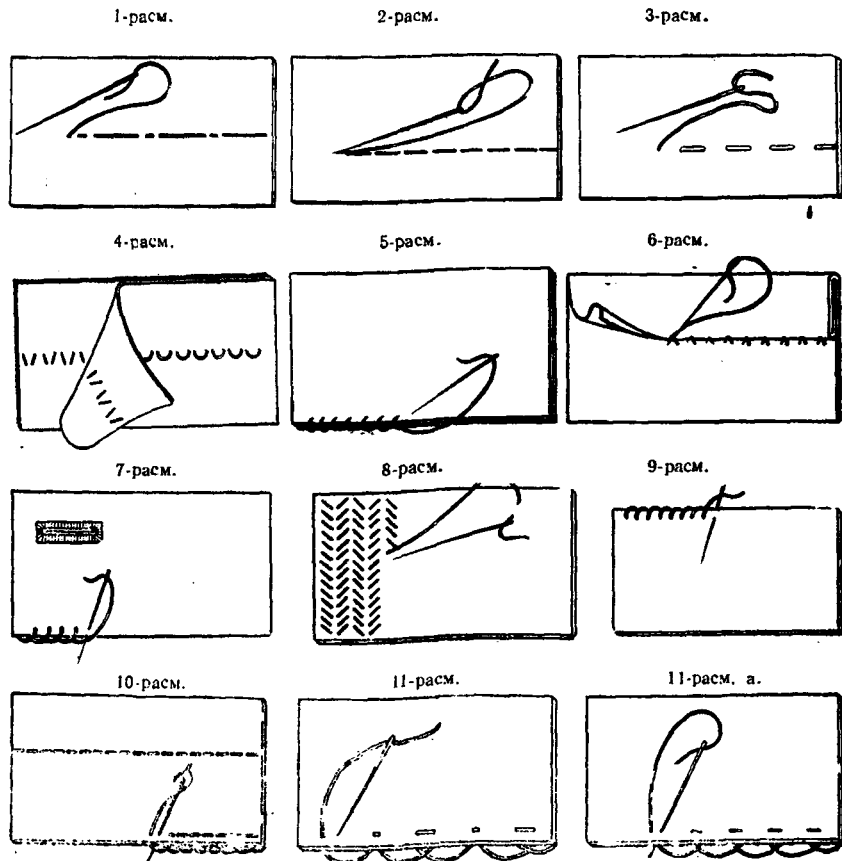 1-расм. 2-расм. 3-расм.
4-расм. 5-расм. 6-расм.
7-расм. 8-расм. 9-расм.
10-расм. 11-расм. 11-расм. а.